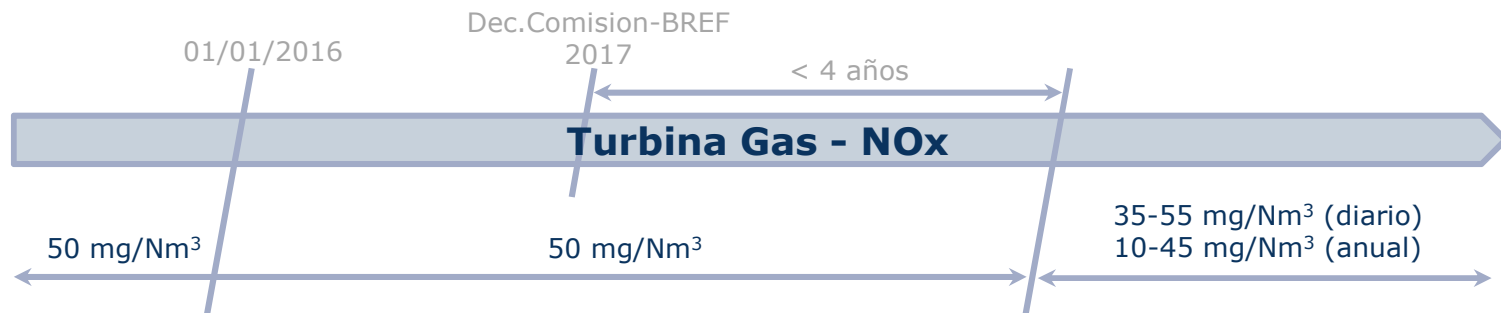 Dec.Comision-BREF
01/01/2016
2017
< 4 años
Turbina Gas - NOx
50 mg/Nm³
50 mg/Nm³
35-55 mg/Nm³ (diario)
10-45 mg/Nm³ (anual)